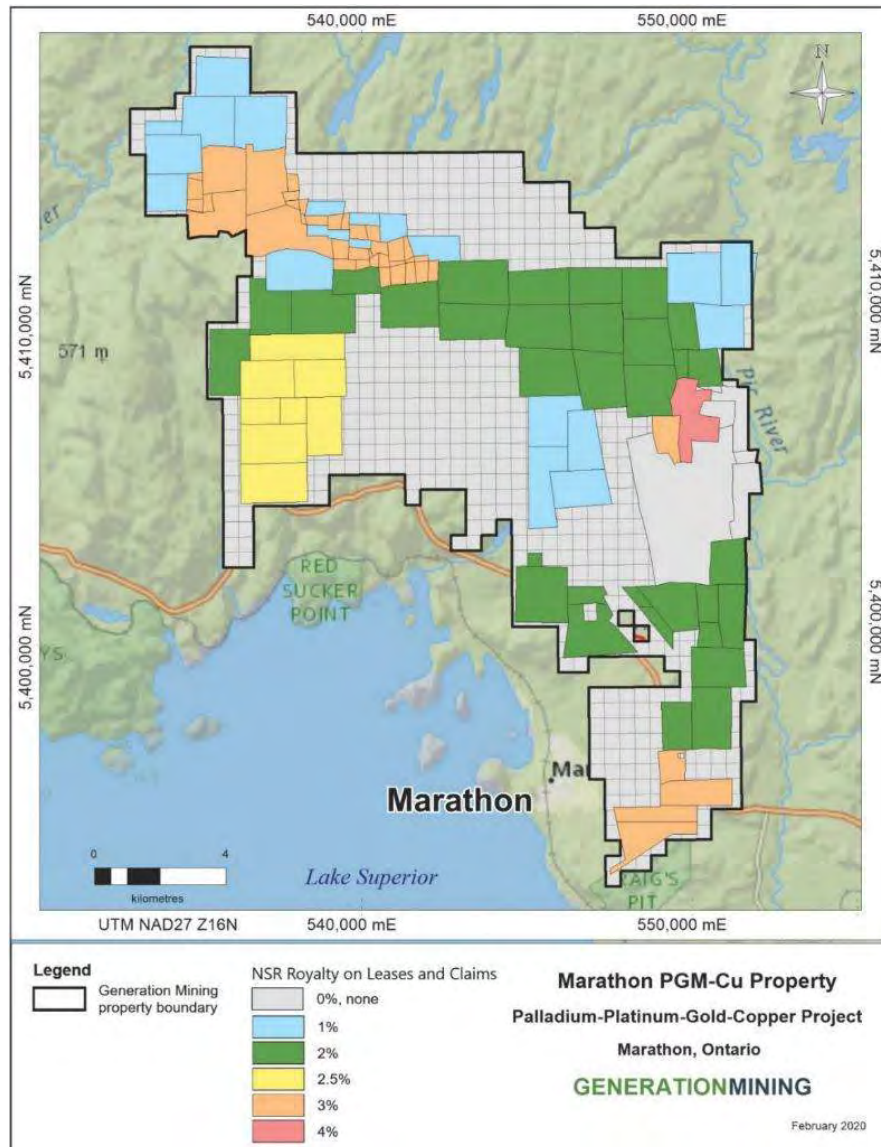 540,000 mE
550,000 mE
N
5,410,000 mN
5,410,000 mN
571 m
Pic River
RED
SUCKER
POINT
5,400,000 mN
5,400,000 mN
YS
Mar
Marathon
0
4
kilometres
Lake Superior
CRAIG'S
PIT
UTM NAD27 Z16N
540,000 mE
550,000 mE
Legend
Generation Mining
property boundary
NSR Royalty on Leases and Claims
0%, none
1%
2%
2.5%
3%
4%
Marathon PGM-Cu Property
Palladium-Platinum-Gold-Copper Project
Marathon, Ontario
GENERATIONMINING
February 2020